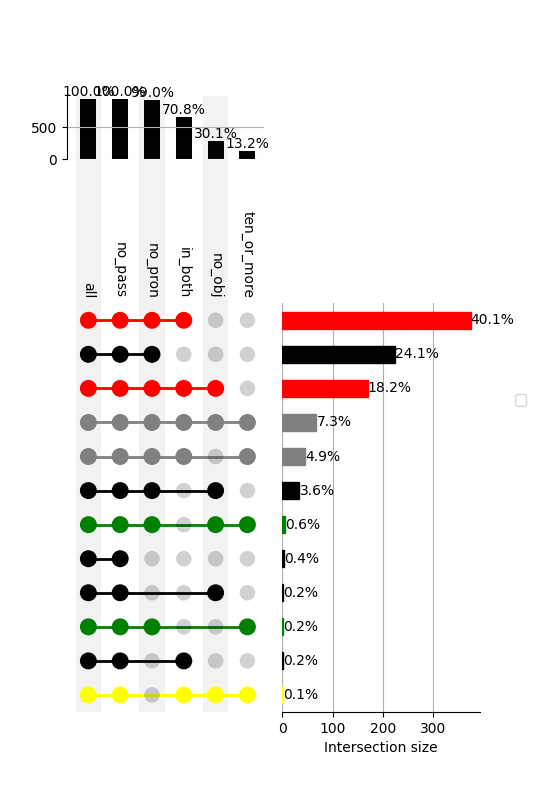 100.0% 100.0% 99.0%
70.8%
30.1%
13.2%
500
0
all
no_pass
no_pron
in_both
no_obj
ten_or_more
40.1%
24.1%
18.2%
7.3%
4.9%
3.6%
0.6%
0.4%
0.2%
0.2%
0.2%
0.1%
0 100 200 300
Intersection size